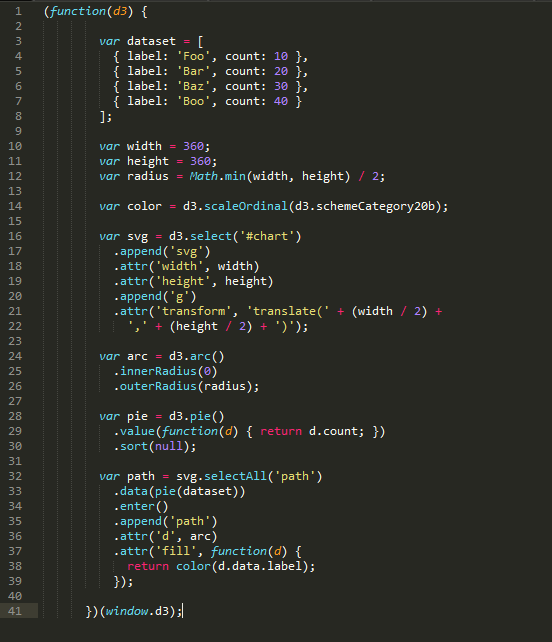 1 (function(d3) {
2
3 var dataset = [
4 { label: 'Foo', count: 10 },
5 { label: 'Bar', count: 20 },
6 { label: 'Baz', count: 30 },
7 { label: 'Boo', count: 40 }
8 ];
9
10 var width = 360;
11 var height = 360;
12 var radius = Math.min(width, height) / 2;
13
14 var color = d3.scaleOrdinal(d3.schemeCategory20b);
15
16 var svg = d3.select('#chart')
17 .append('svg')
18 .attr('width', width)
19 .attr('height', height)
20 .append('g')
21 .attr('transform', 'translate(' + (width / 2) +
22 ',' + (height / 2) + ')');
23
24 var arc = d3.arc()
25 .innerRadius(0)
26 .outerRadius(radius);
27
28 var pie = d3.pie()
29 .value(function(d) { return d.count; })
30 .sort(null);
31
32 var path = svg.selectAll('path')
33 .data(pie(dataset))
34 .enter()
35 .append('path')
36 .attr('d', arc)
37 .attr('fill', function(d) {
38 return color(d.data.label);
39 });
40
41 })(window.d3);